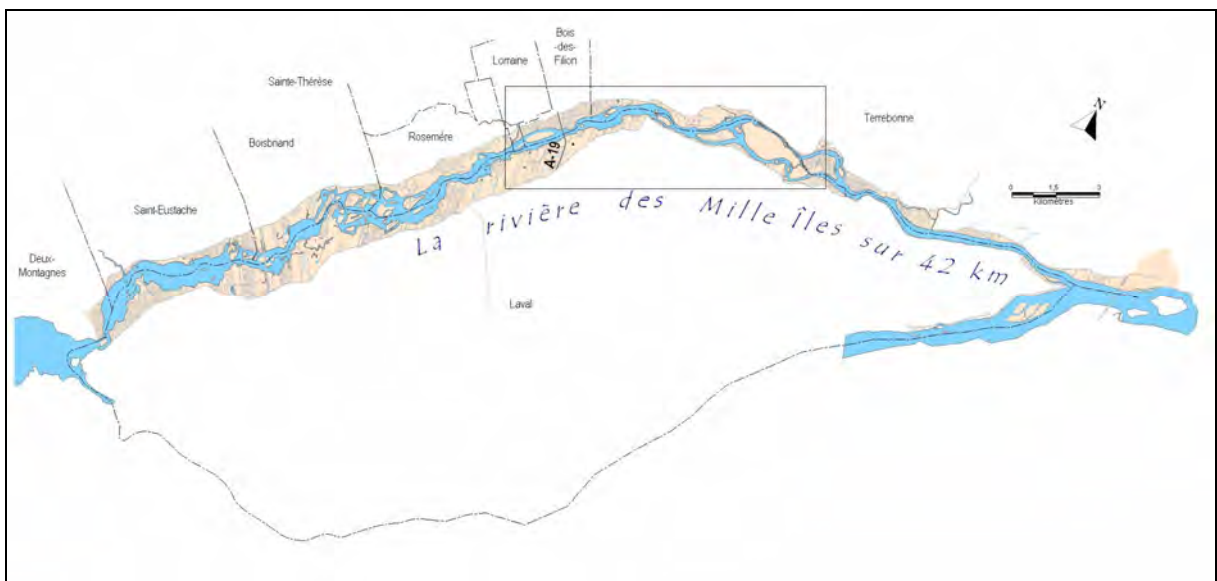 Bois
-des-
Filion
Lorraine
Sainte-Thérèse
Rosemère
Terrebonne
N
Boisbriand
A-19
0 1,5 3
Kilomètres
Saint-Eustache
La rivière des Mille Îles sur 42 km
Deux-
Montagnes
Laval